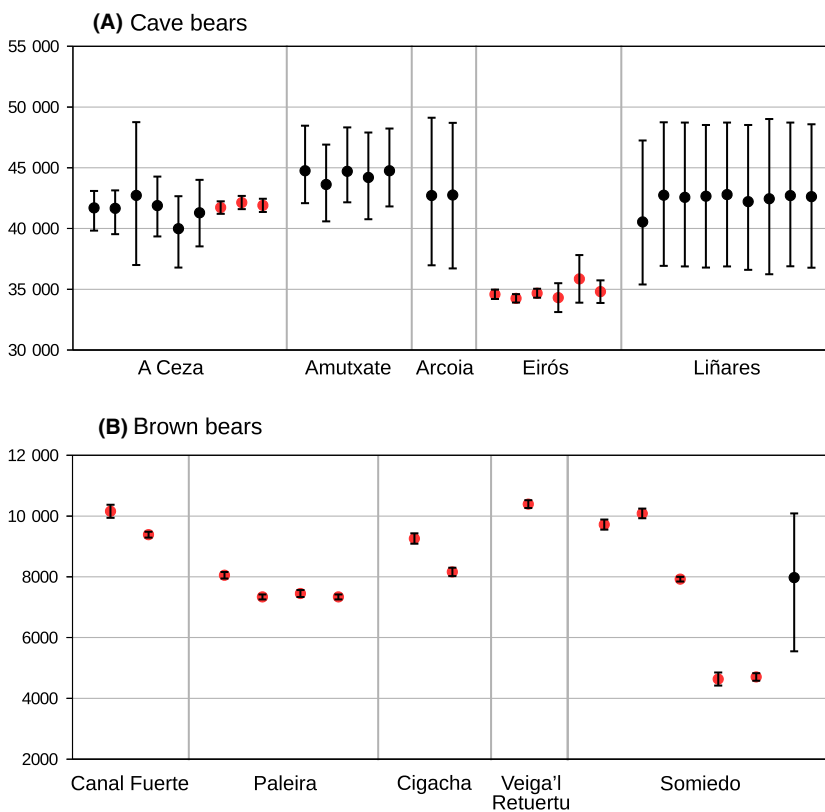 (A) Cave bears
55 000
50 000
45 000
40 000
35 000
30 000
A Ceza Amutxate Arcoia Eirós Liñares
(B) Brown bears
12 000
10 000
8000
6000
4000
2000
Canal Fuerte Paleira Cigacha Veiga’l Somiedo
Retuertu